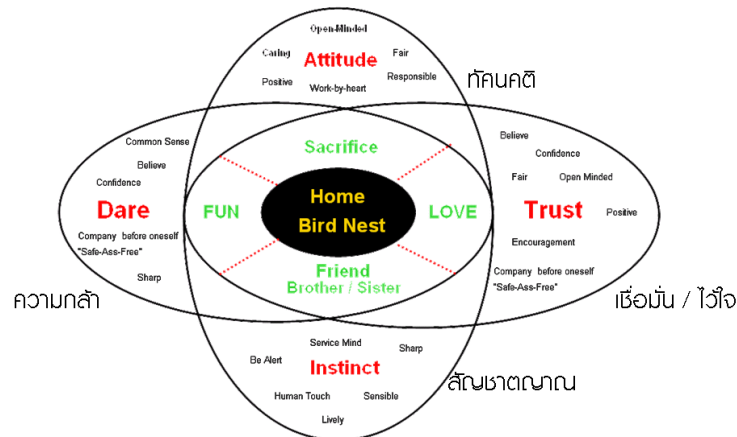 Open-Minded
Caring
Fair
Attitude
Positive
Work-by-heart
Responsible
ทัศนคติ
Common Sense
Believe
Confidence
Dare
Company before oneself
"Safe-Ass-Free"
Sharp
ความกล้า
Sacrifice
FUN
Home
Bird Nest
LOVE
Friend
Brother / Sister
Believe
Confidence
Fair
Open Minded
Trust
Positive
Encouragement
Company before oneself
"Safe-Ass-Free"
เชื่อมั่น / ไว้ใจ
Service Mind
Sharp
Be Alert
Instinct
Human Touch
Sensible
Lively
สัญชาตญาณ